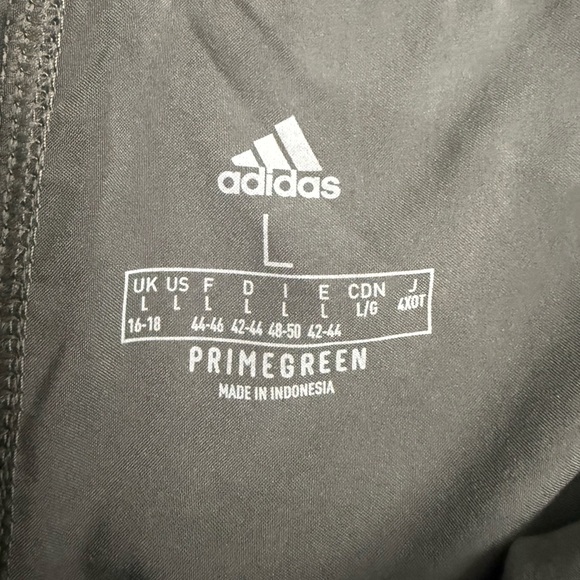 adidas
L
UK US F D I E CDN J
L L L L L L L/G 4XOT
16-18 44-46 42-44 48-50 42-44
PRIMEGREEN
MADE IN INDONESIA